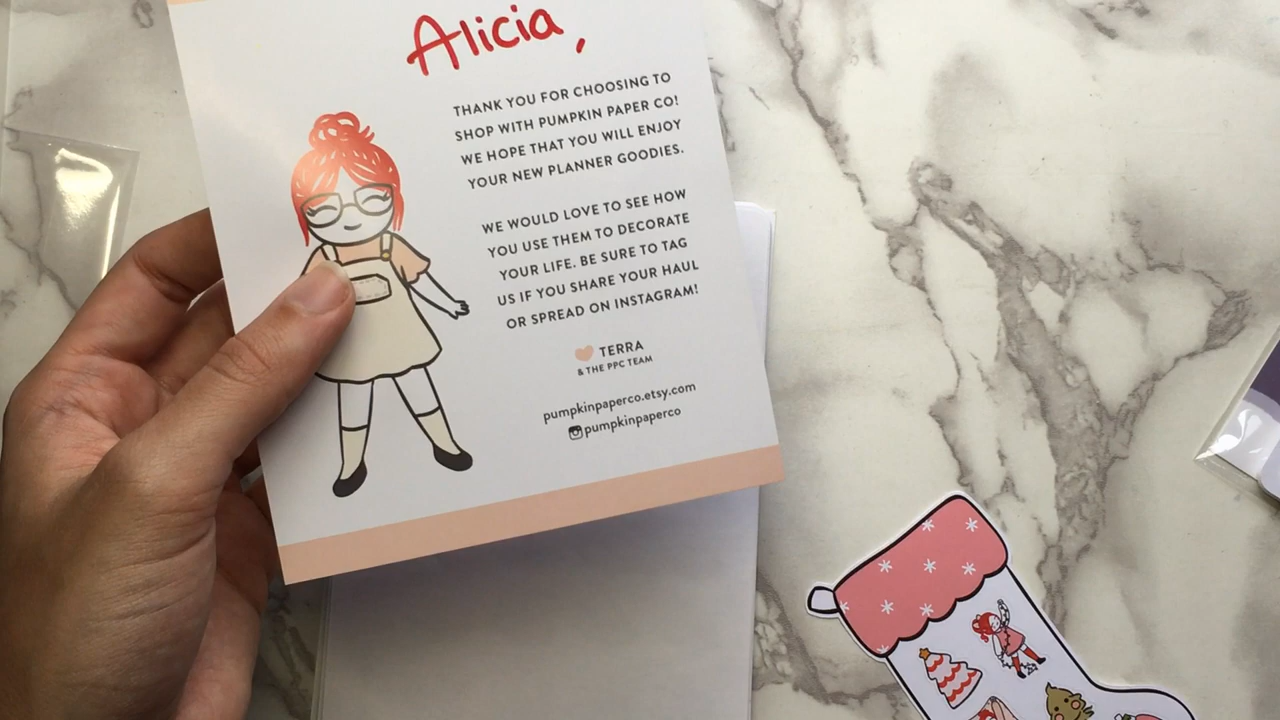 Alicia,
THANK YOU FOR CHOOSING TO
SHOP WITH PUMPKIN PAPER CO!
WE HOPE THAT YOU WILL ENJOY
YOUR NEW PLANNER GOODIES.
WE WOULD LOVE TO SEE HOW
YOU USE THEM TO DECORATE
YOUR LIFE. BE SURE TO TAG
US IF YOU SHARE YOUR HAUL
OR SPREAD ON INSTAGRAM!
TERRA
& THE PPC TEAM
pumpkinpaperco.etsy.com
pumpkinpaperco